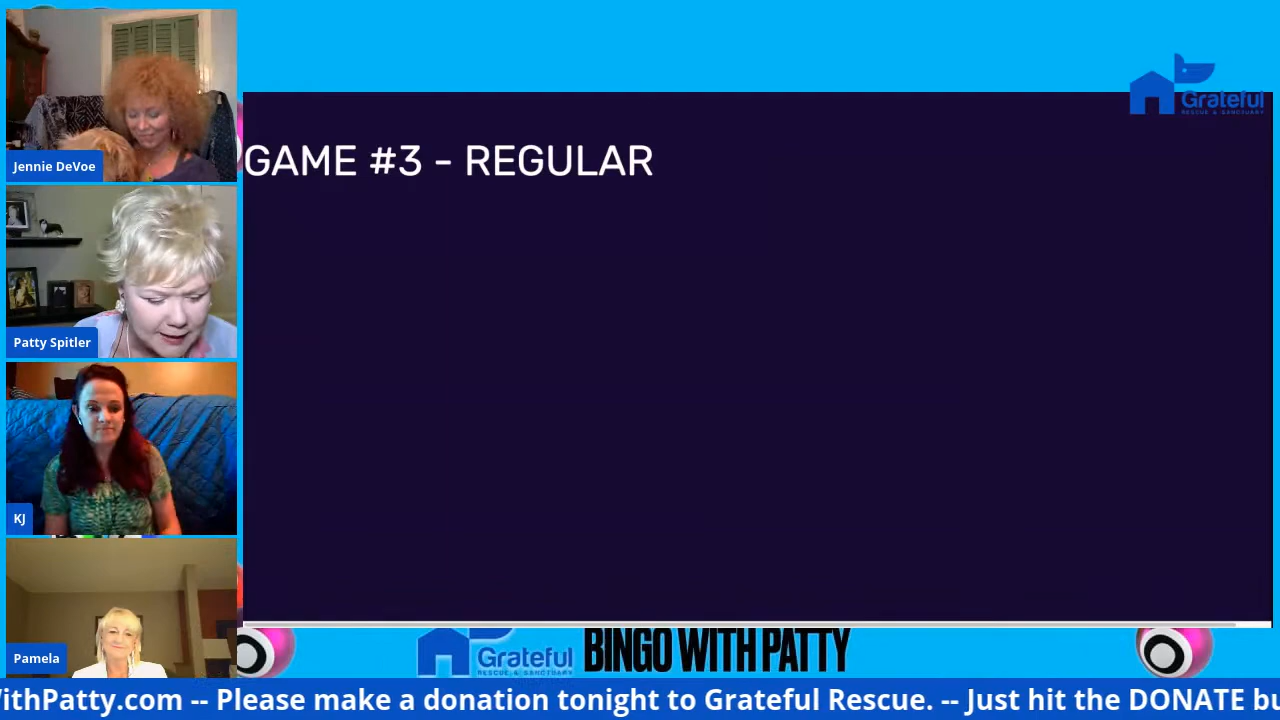 Jennie DeVoe
Patty Spitler
KJ
Pamela
Grateful
RESCUE & SANCTUARY
GAME #3 - REGULAR
Grateful
RESCUE & SANCTUARY
BINGO WITH PATTY
WithPatty.com -- Please make a donation tonight to Grateful Rescue. -- Just hit the DONATE bu